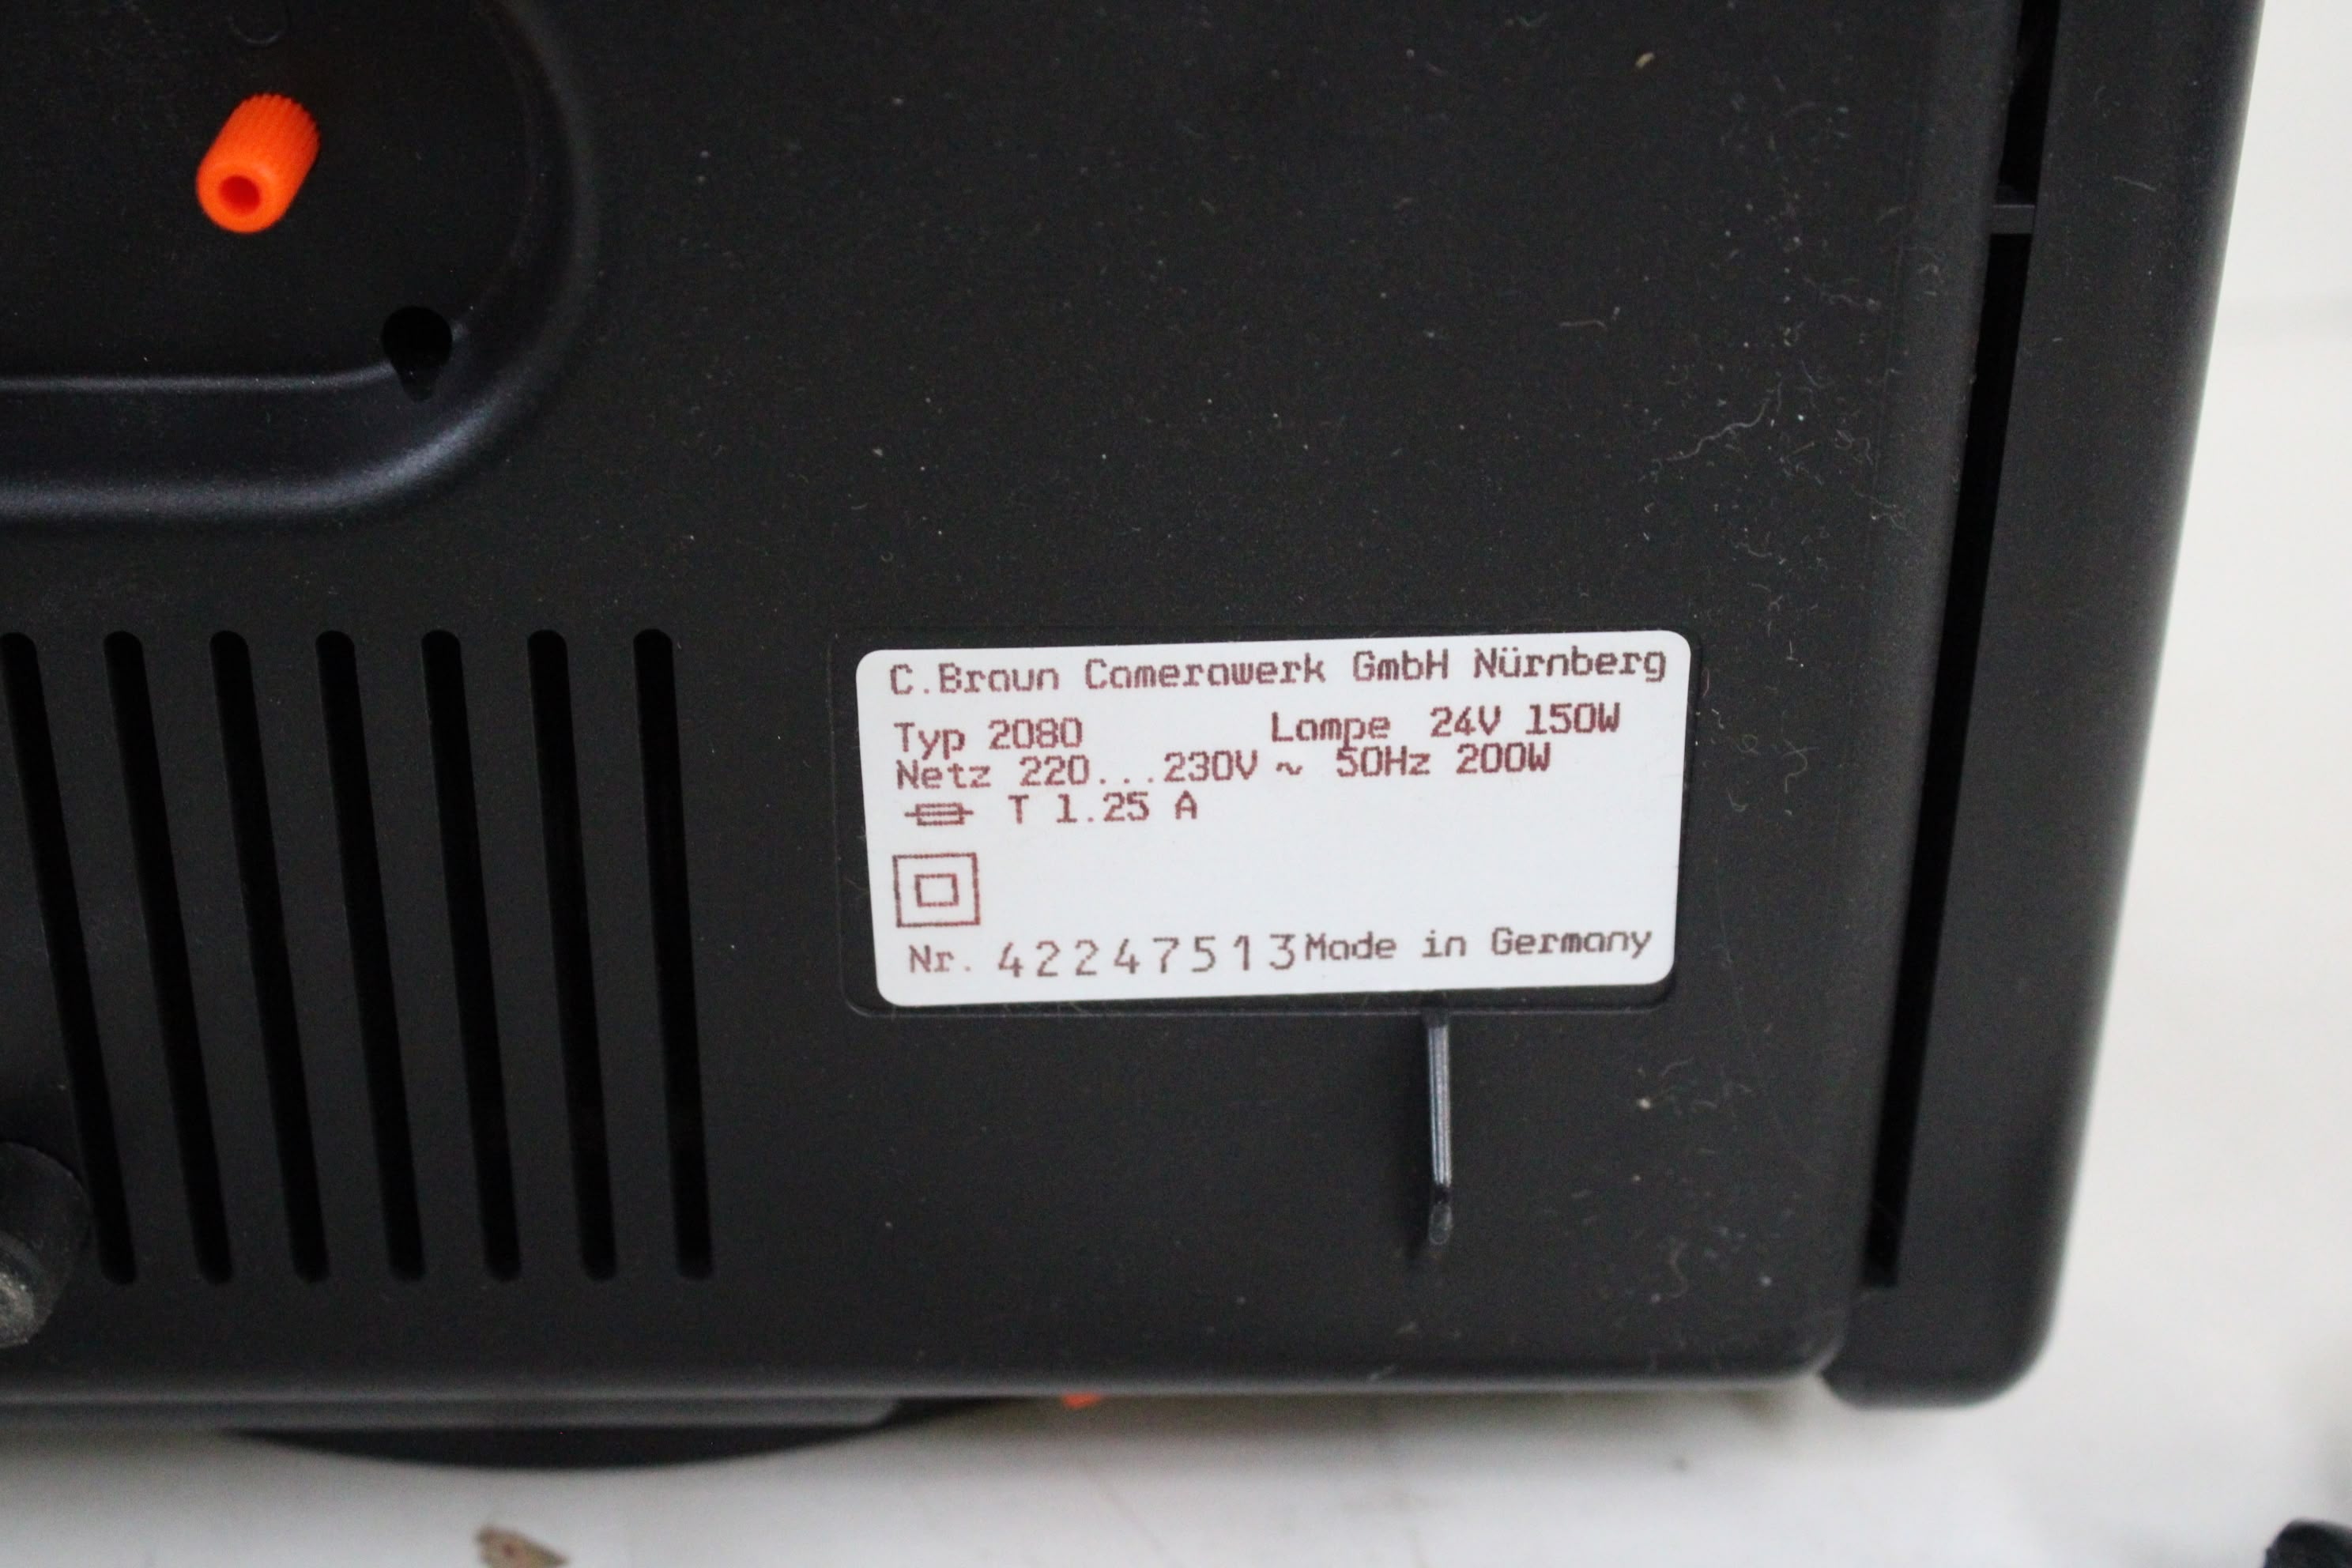 C.Braun Camerawerk GmbH Nürnberg
Typ 2080 Lampe 24V 150W
Netz 220...230V ~ 50Hz 200W
T 1.25 A
Nr. 42247513 Made in Germany